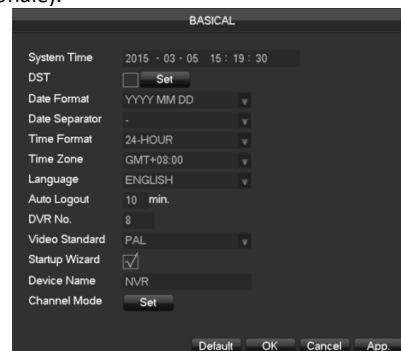 onale).
BASICAL
System Time 2015 - 03 - 05 15 : 19 : 30
DST Set
Date Format YYYY MM DD
Date Separator -
Time Format 24-HOUR
Time Zone GMT+08:00
Language ENGLISH
Auto Logout 10 min.
DVR No. 8
Video Standard PAL
Startup Wizard
Device Name NVR
Channel Mode Set
Default OK Cancel App.